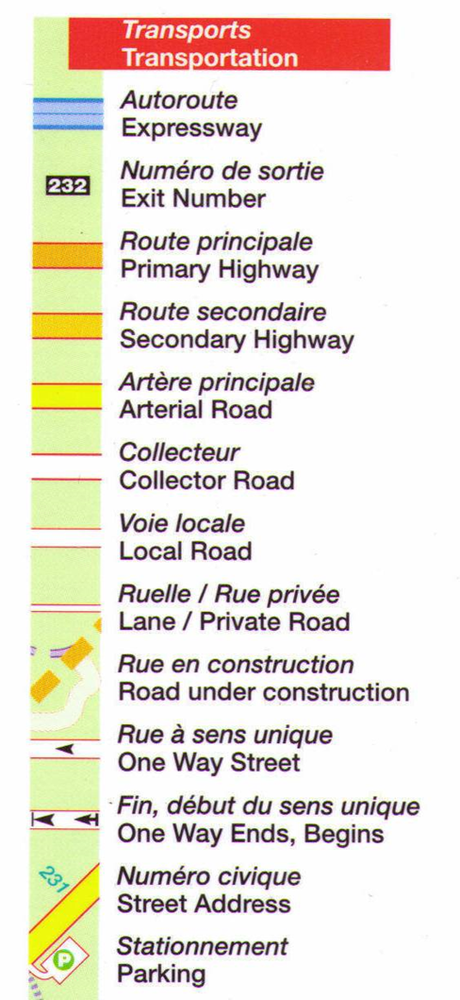 Transports
Transportation
Autoroute
Expressway
232
Numéro de sortie
Exit Number
Route principale
Primary Highway
Route secondaire
Secondary Highway
Artère principale
Arterial Road
Collecteur
Collector Road
Voie locale
Local Road
Ruelle / Rue privée
Lane / Private Road
Rue en construction
Road under construction
Rue à sens unique
One Way Street
Fin, début du sens unique
One Way Ends, Begins
231
Numéro civique
Street Address
P
Stationnement
Parking